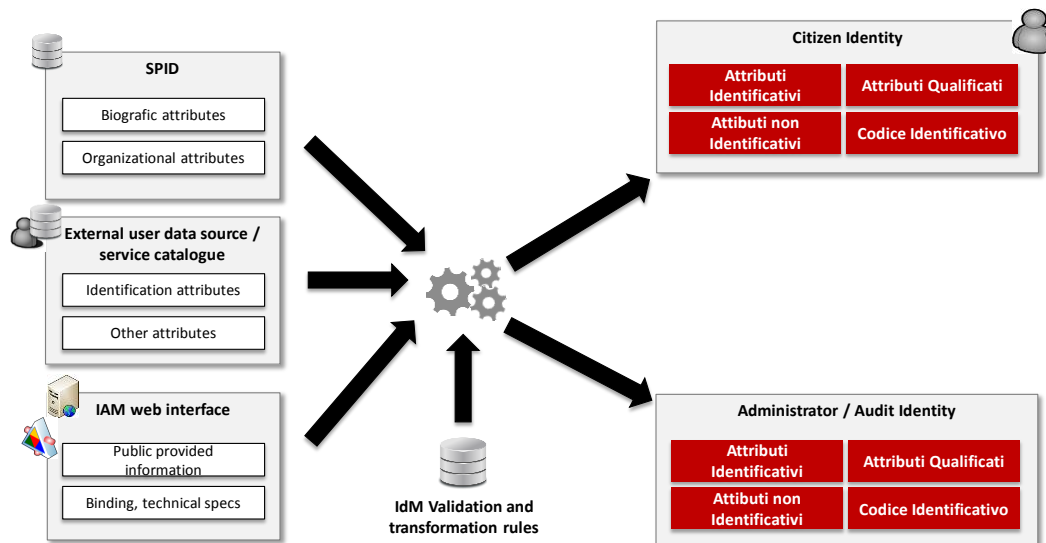 SPID
Biografic attributes
Organizational attributes
External user data source /
service catalogue
Identification attributes
Other attributes
IAM web interface
Public provided
information
Binding, technical specs
IdM Validation and
transformation rules
Citizen Identity
Attributi
Identificativi
Attributi Qualificati
Attibuti non
Identificativi
Codice Identificativo
Administrator / Audit Identity
Attributi
Identificativi
Attributi Qualificati
Attibuti non
Identificativi
Codice Identificativo